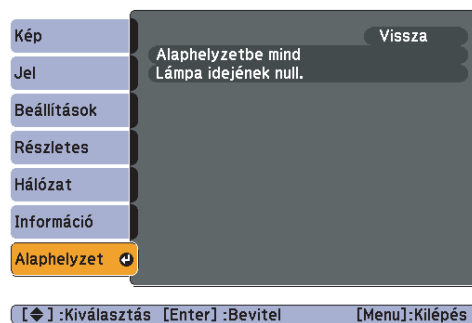 Kép
Jel
Beállítások
Részletes
Hálózat
Információ
Alaphelyzet
Vissza
Alaphelyzetbe mind
Lámpa idejének null.
[◆] :Kiválasztás [Enter] :Bevitel [Menu]:Kilépés